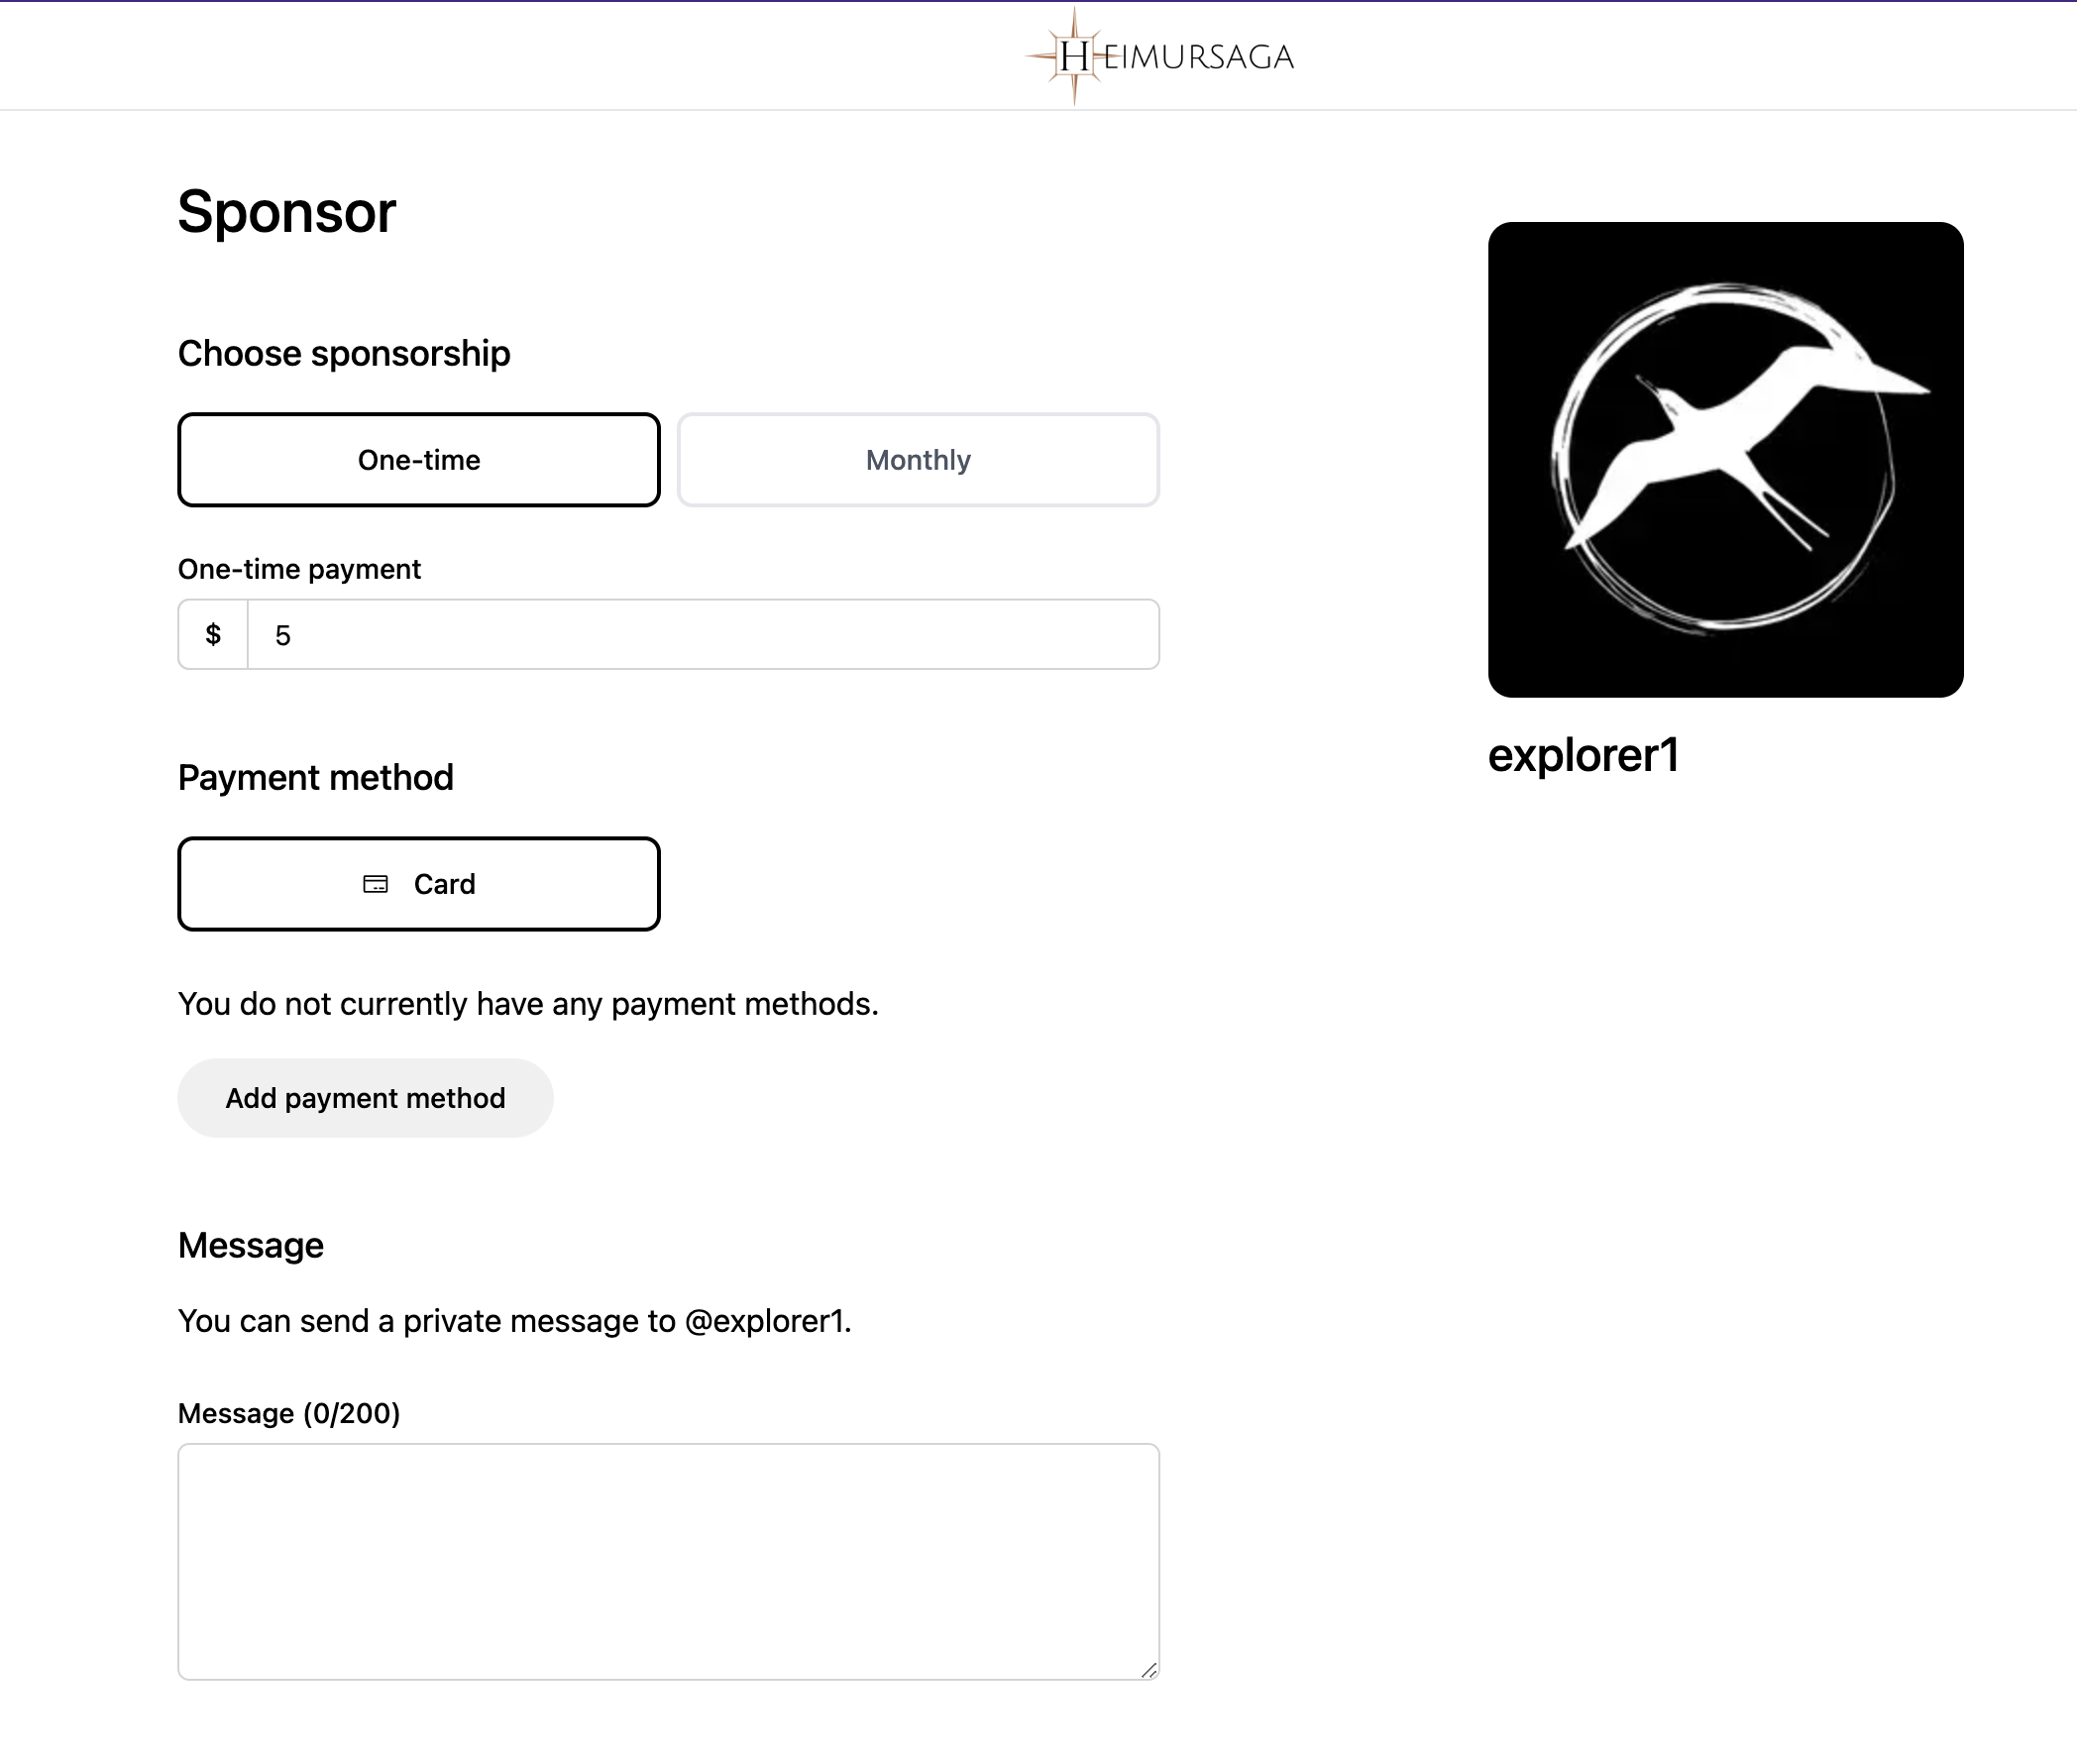 HEIMURSAGA
Sponsor
Choose sponsorship
One-time
Monthly
One-time payment
$ 5
Payment method
Card
You do not currently have any payment methods.
Add payment method
Message
You can send a private message to @explorer1.
Message (0/200)
explorer1